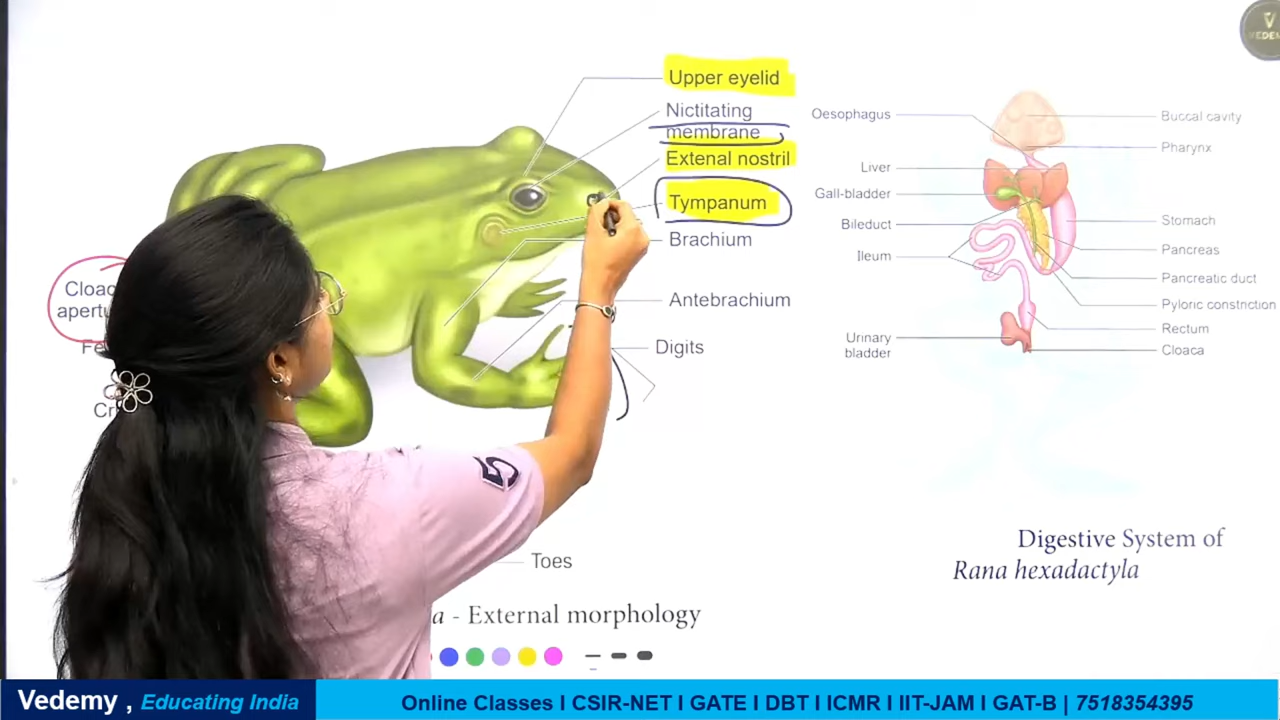 Upper eyelid
Nictitating
membrane
Extenal nostril
Tympanum
Brachium
Antebrachium
Digits
Toes
a - External morphology
Oesophagus
Liver
Gall-bladder
Bileduct
Ileum
Urinary
bladder
Buccal cavity
Pharynx
Stomach
Pancreas
Pancreatic duct
Pyloric constriction
Rectum
Cloaca
Digestive System of
Rana hexadactyla
Vedemy , Educating India
Online Classes I CSIR-NET I GATE I DBT I ICMR I IIT-JAM I GAT-B | 7518354395